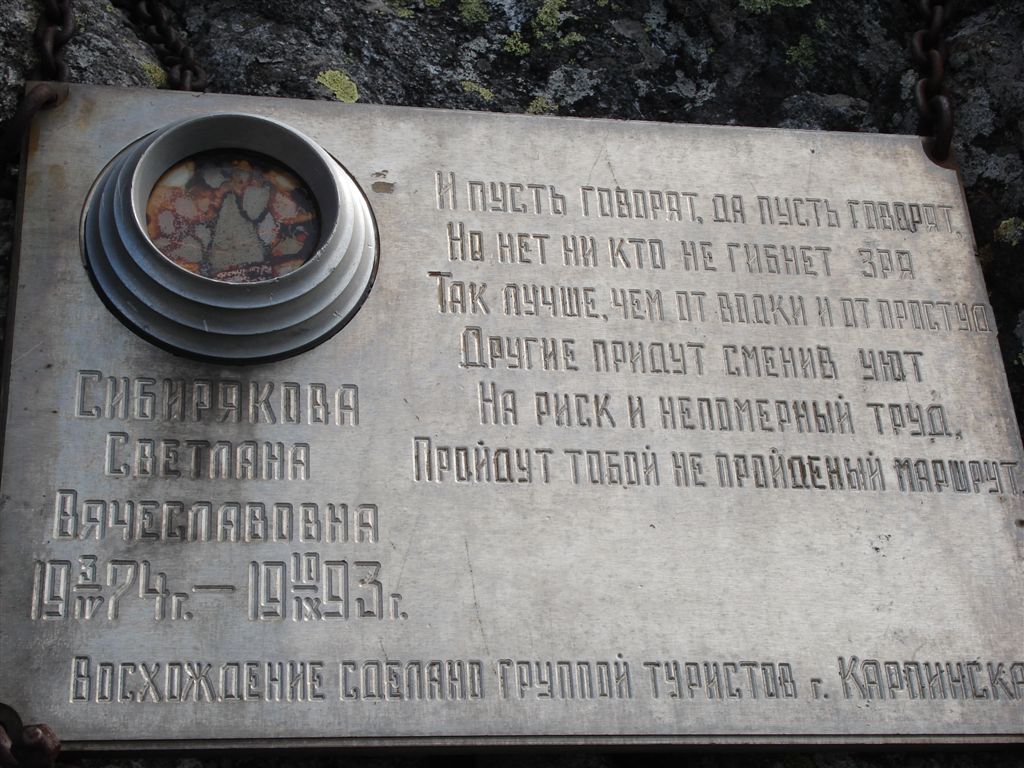 И пусть говорят, да пусть говорят,
Но нет ни кто не гибнет зря
Так лучше, чем от водки и от простуд
Другие придут сменив уют
На риск и непомерный труд,
Пройдут тобой не пройденый маршрут
Сибирякова
Светлана
Вячеславовна
19 3/IV 74 г. — 19 10/IX 93 г.
Восхождение сделано группой туристов г. Карпинска